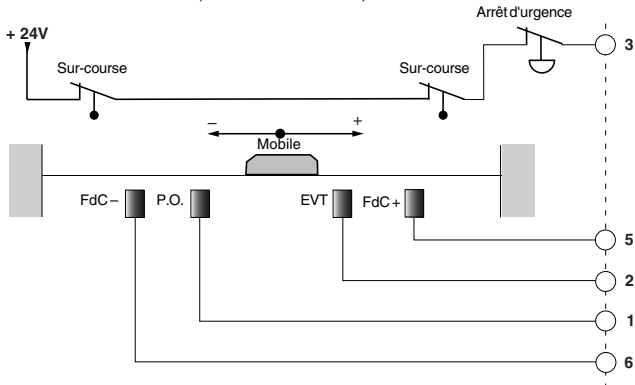 Arrêt d'urgence
+ 24V
3
Sur-course
Sur-course
– +
Mobile
FdC – P.O. EVT FdC +
5
2
1
6